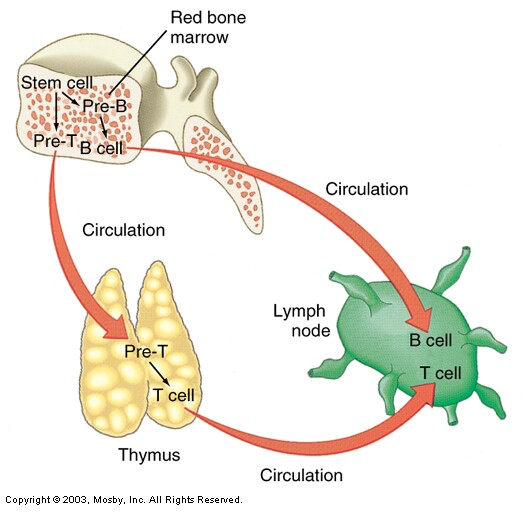 Red bone
marrow
Stem cell
Pre-B
Pre-T
B cell
Circulation
Circulation
Lymph
node
B cell
T cell
Pre-T
T cell
Thymus
Circulation
Copyright © 2003, Mosby, Inc. All Rights Reserved.